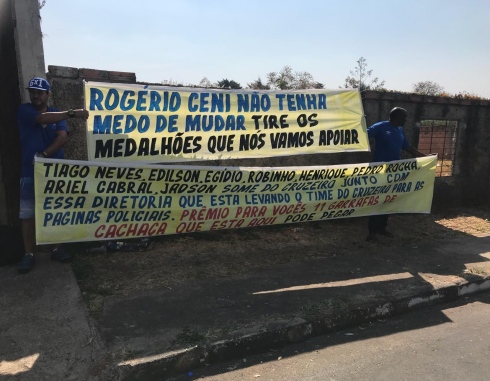 ROGÉRIO CENI NÃO TENHA
MEDO DE MUDAR TIRE OS
MEDALHÕES QUE NÓS VAMOS APOIAR
TIAGO NEVES, EDILSON, EGÍDIO, ROBINHO, HENRIQUE, PEDRO ROCHA,
ARIEL CABRAL, JADSON SOME DO CRUZEIRO JUNTO COM
ESSA DIRETORIA QUE ESTA LEVANDO O TIME DO CRUZEIRO PARA AS
PAGINAS POLICIAIS. PRÊMIO PARA VOCÊS 11 GARRAFAS DE
CACHAÇA QUE ESTA AQUI PODE PEGAR